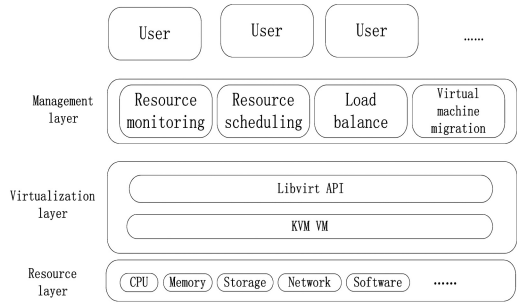 User
User
User
......
Management
layer
Resource
monitoring
Resource
scheduling
Load
balance
Virtual
machine
migration
Virtualization
layer
Libvirt API
KVM VM
Resource
layer
CPU
Memory
Storage
Network
Software
......